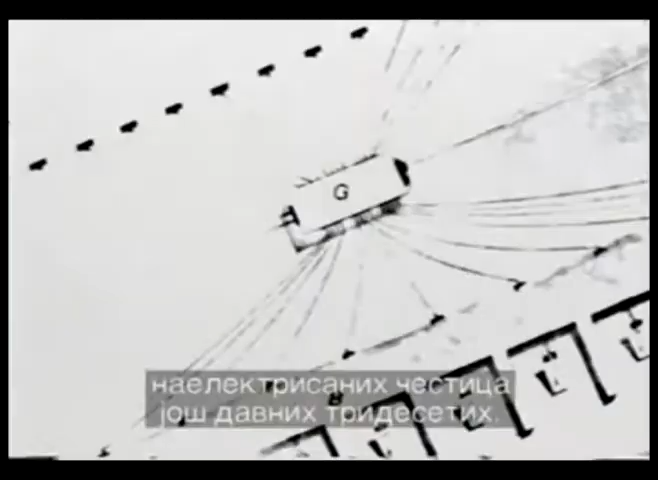 G
наелектрисаних честица
још давних тридесетих.